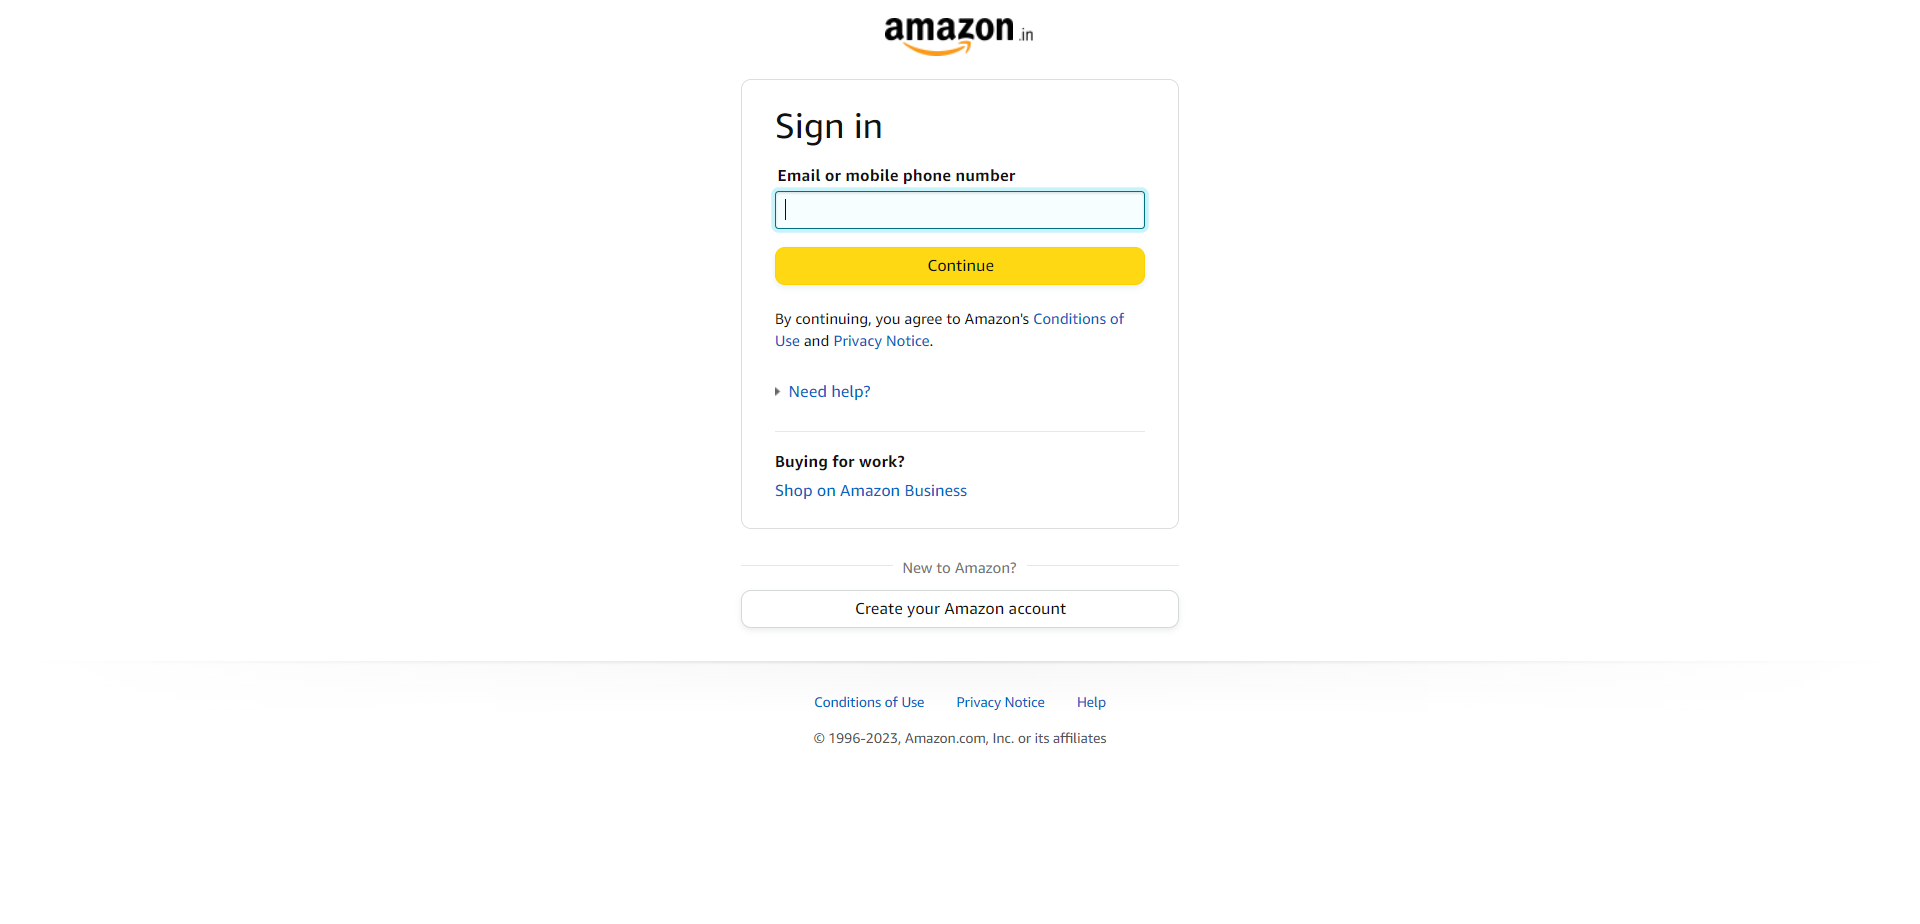 amazon.in
Sign in
Email or mobile phone number
Continue
By continuing, you agree to Amazon's Conditions of
Use and Privacy Notice.
Need help?
Buying for work?
Shop on Amazon Business
New to Amazon?
Create your Amazon account
Conditions of Use Privacy Notice Help
© 1996-2023, Amazon.com, Inc. or its affiliates